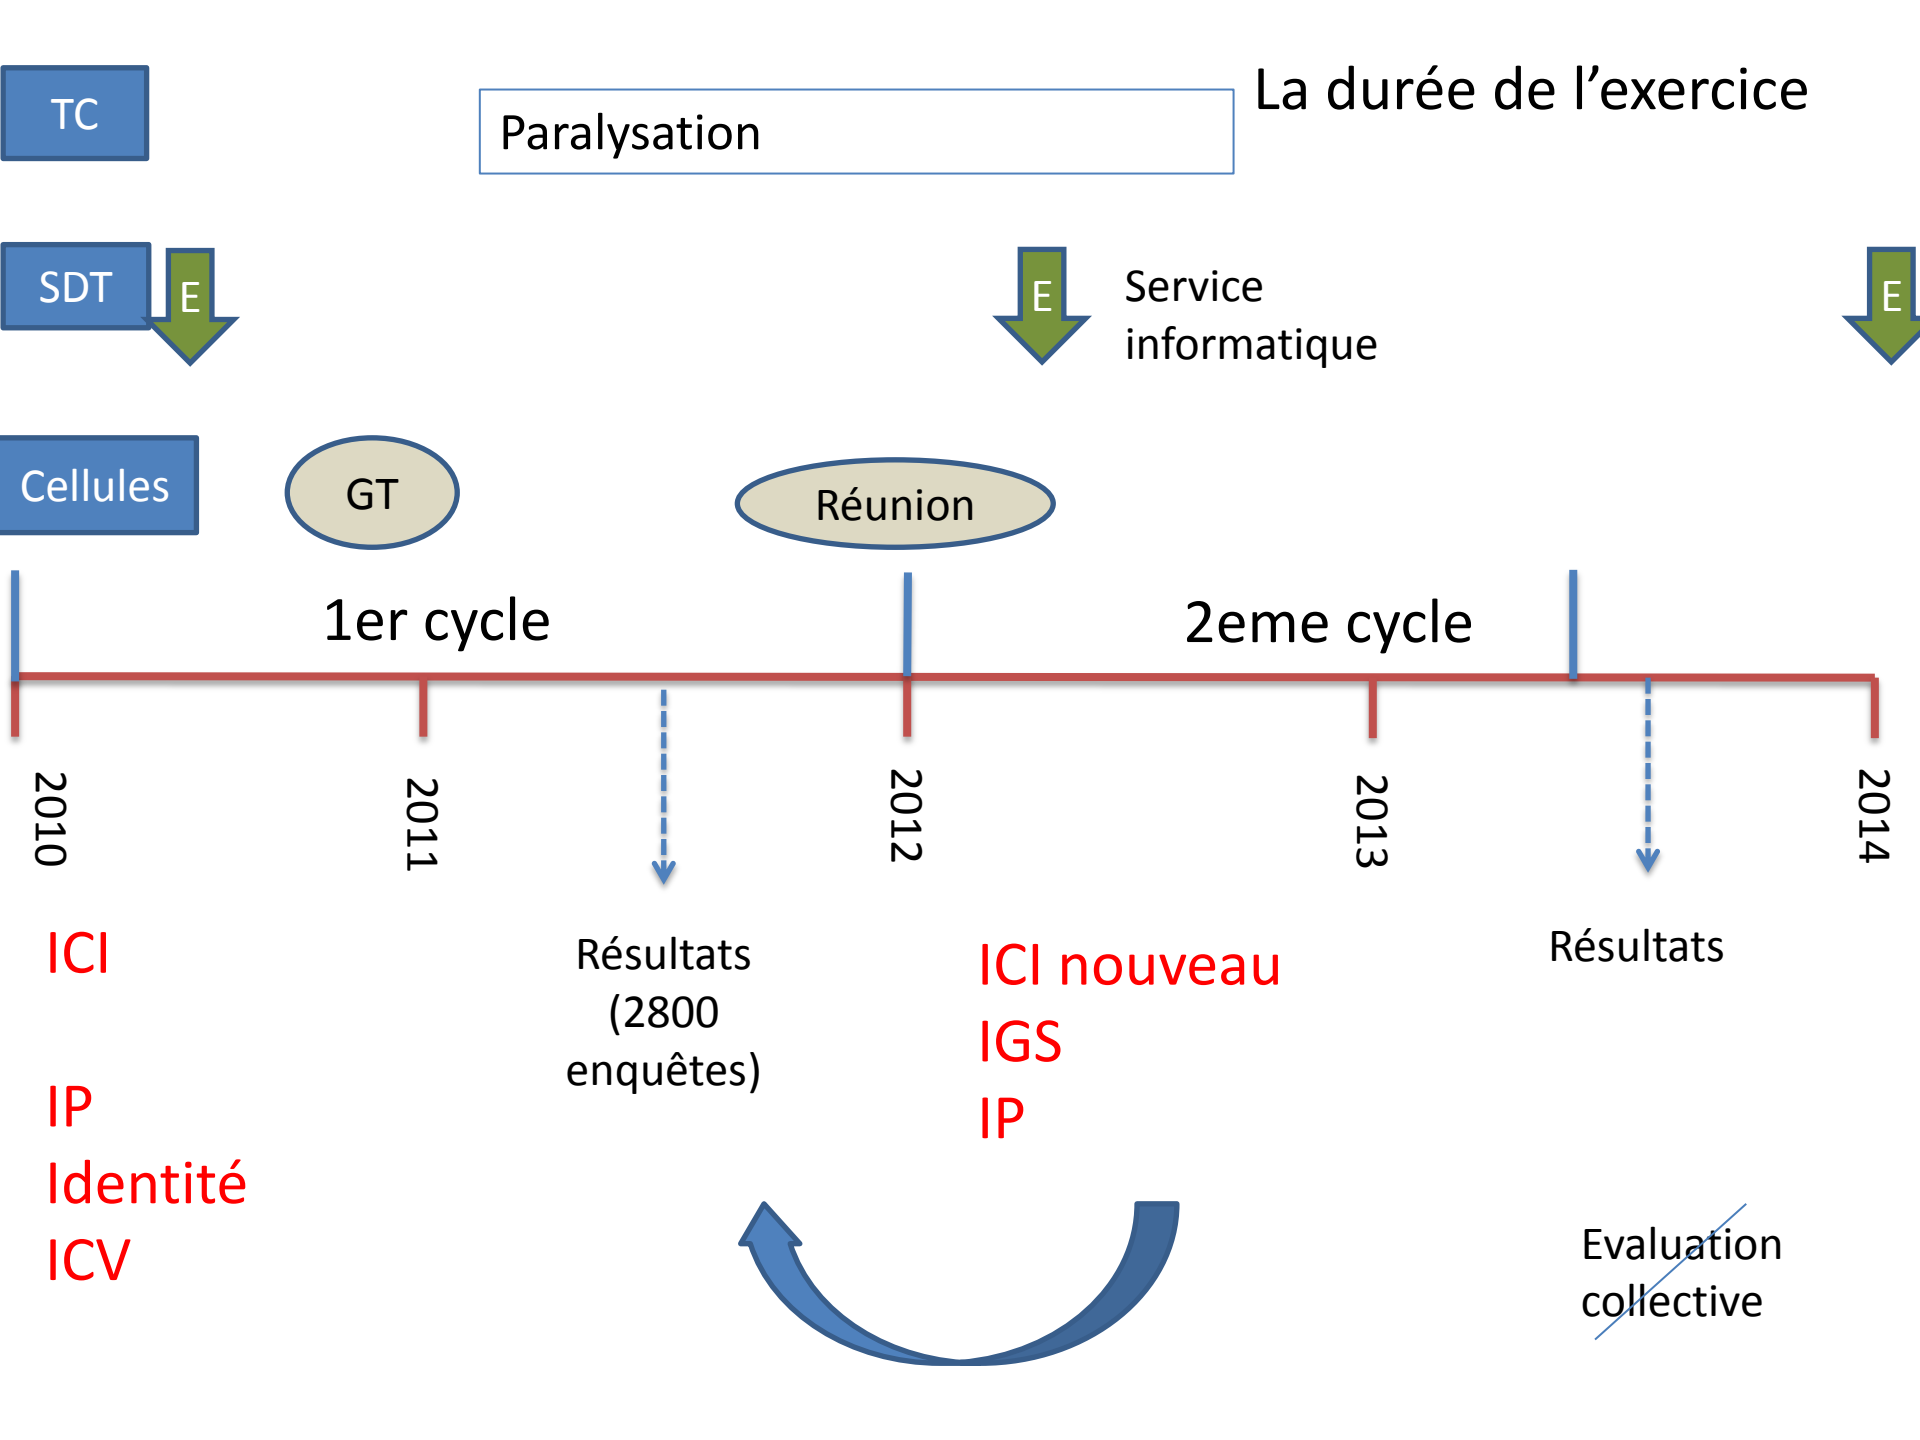 La durée de l’exercice
TC
Paralysation
SDT
E
E
Service
informatique
E
Cellules
GT
Réunion
1er cycle
2eme cycle
2010
2011
2012
2013
2014
ICI
IP
Identité
ICV
Résultats
(2800
enquêtes)
ICI nouveau
IGS
IP
Résultats
Evaluation
collective